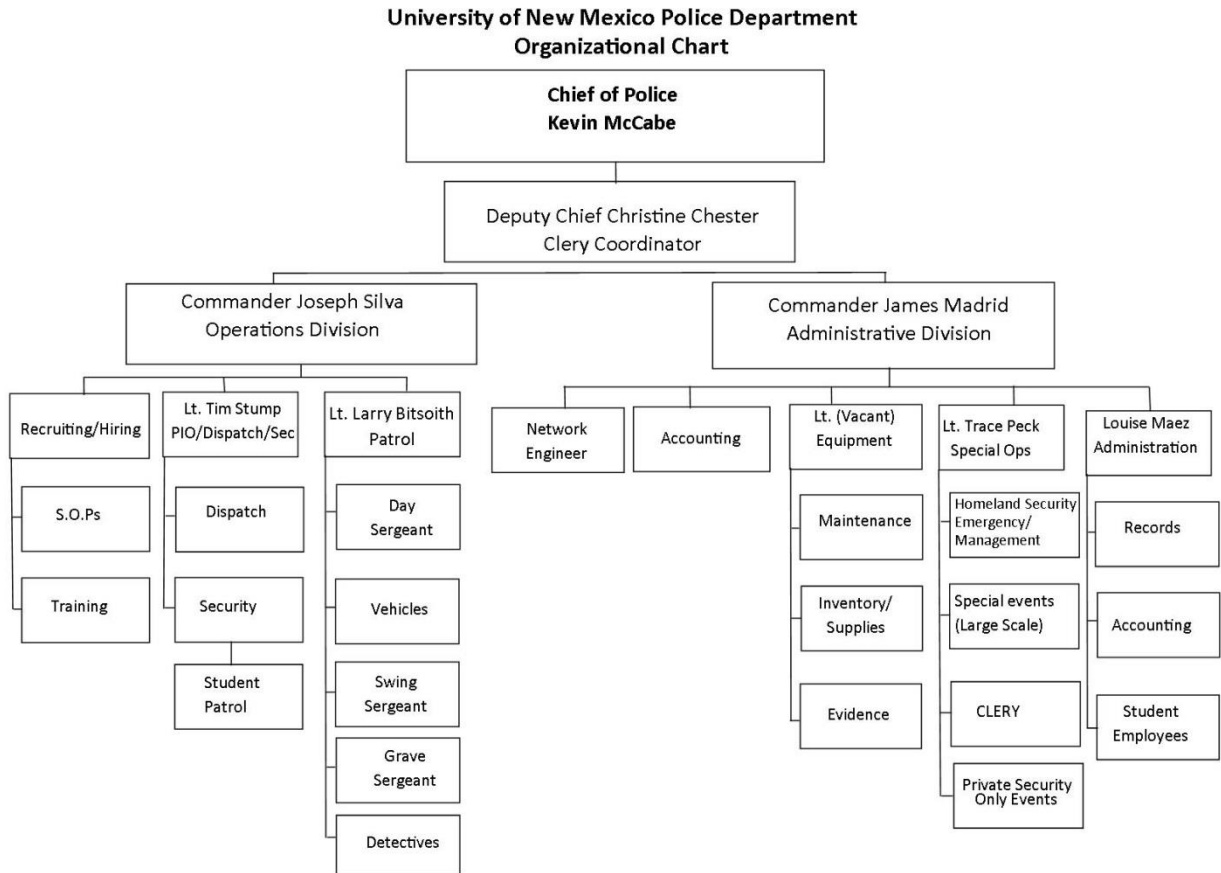 University of New Mexico Police Department
Organizational Chart
Chief of Police
Kevin McCabe
Deputy Chief Christine Chester
Clery Coordinator
Commander Joseph Silva
Operations Division
Commander James Madrid
Administrative Division
Recruiting/Hiring
S.O.Ps
Training
Lt. Tim Stump
PIO/Dispatch/Sec
Dispatch
Security
Student
Patrol
Lt. Larry Bitsoith
Patrol
Day
Sergeant
Vehicles
Swing
Sergeant
Grave
Sergeant
Detectives
Network
Engineer
Accounting
Lt. (Vacant)
Equipment
Maintenance
Inventory/
Supplies
Evidence
Lt. Trace Peck
Special Ops
Homeland Security
Emergency/
Management
Special events
(Large Scale)
CLERY
Private Security
Only Events
Louise Maez
Administration
Records
Accounting
Student
Employees